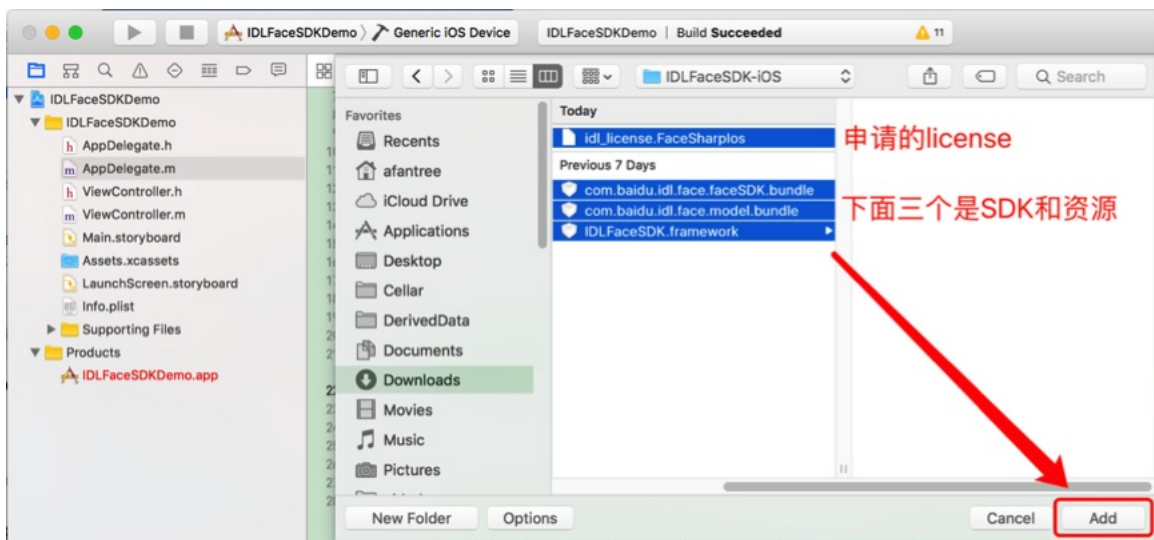 IDLFaceSDKDemo
Generic iOS Device
IDLFaceSDKDemo | Build Succeeded
11
IDLFaceSDK-iOS
Search
IDLFaceSDKDemo
IDLFaceSDKDemo
AppDelegate.h
AppDelegate.m
ViewController.h
ViewController.m
Main.storyboard
Assets.xcassets
LaunchScreen.storyboard
Info.plist
Supporting Files
Products
IDLFaceSDKDemo.app
Favorites
Recents
afantree
iCloud Drive
Applications
Desktop
Cellar
DerivedData
Documents
Downloads
Movies
Music
Pictures
Today
idl_license.FaceSharpIos
申请的license
Previous 7 Days
com.baidu.idl.face.faceSDK.bundle
com.baidu.idl.face.model.bundle
下面三个是SDK和资源
IDLFaceSDK.framework
New Folder
Options
Cancel
Add